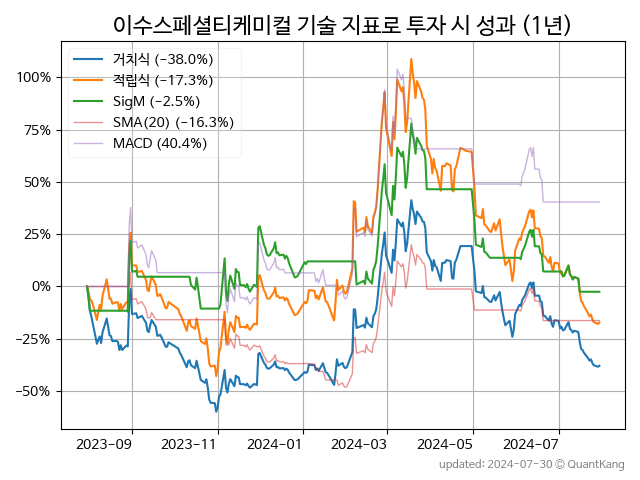 이수스페셜티케미컬 기술 지표로 투자 시 성과 (1년)
거치식 (-38.0%)
적립식 (-17.3%)
SigM (-2.5%)
SMA(20) (-16.3%)
MACD (40.4%)
100%
75%
50%
25%
0%
-25%
-50%
2023-09 2023-11 2024-01 2024-03 2024-05 2024-07
updated: 2024-07-30 © QuantKang